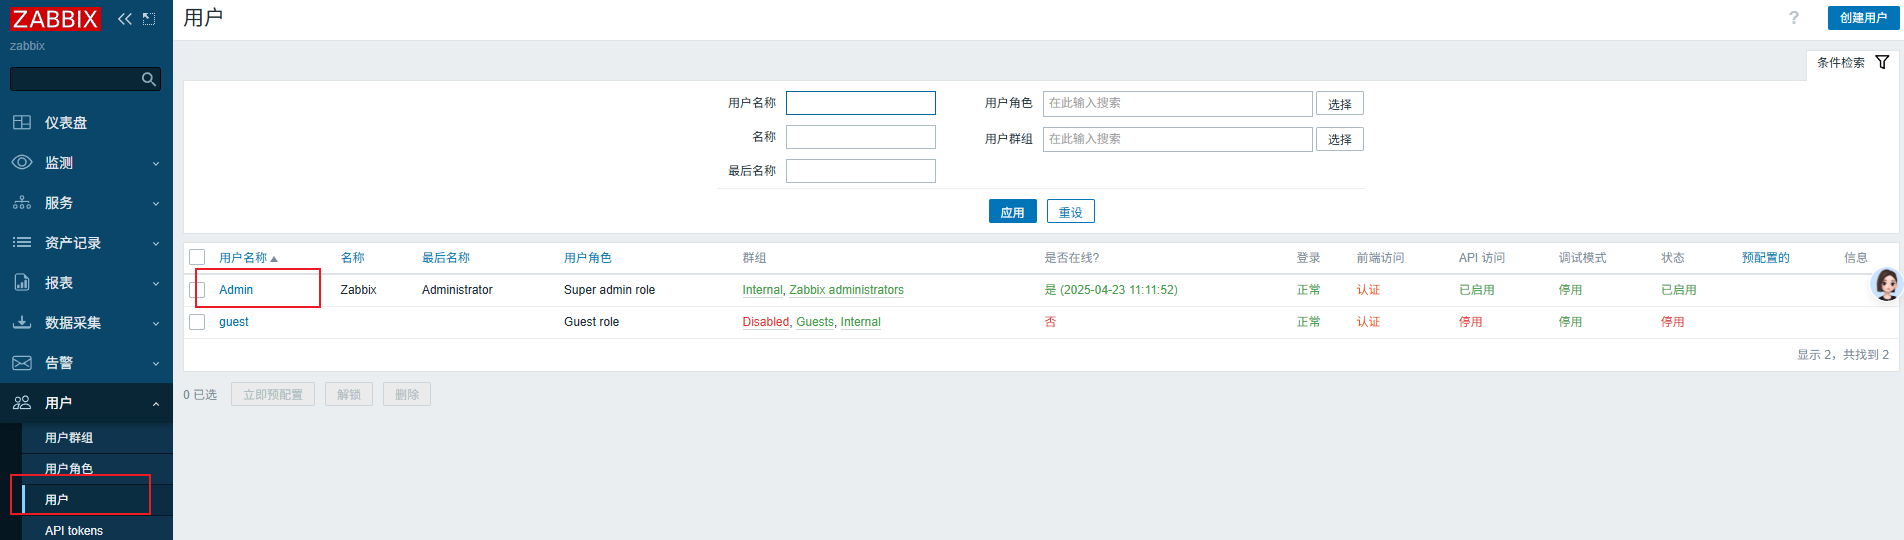 ZABBIX
zabbix
仪表盘
监测
服务
资产记录
报表
数据采集
告警
用户
用户群组
用户角色
用户
API tokens
用户
?
创建用户
条件检索
用户名称
用户角色 在此输入搜索 选择
名称
用户群组 在此输入搜索 选择
最后名称
应用 重设
用户名称 名称 最后名称 用户角色 群组 是否在线? 登录 前端访问 API 访问 调试模式 状态 预配置的 信息
Admin Zabbix Administrator Super admin role Internal, Zabbix administrators 是 (2025-04-23 11:11:52) 正常 认证 已启用 停用 已启用
guest Guest role Disabled, Guests, Internal 否 正常 认证 停用 停用 停用
显示 2，共找到 2
0 已选 立即预配置 解锁 删除